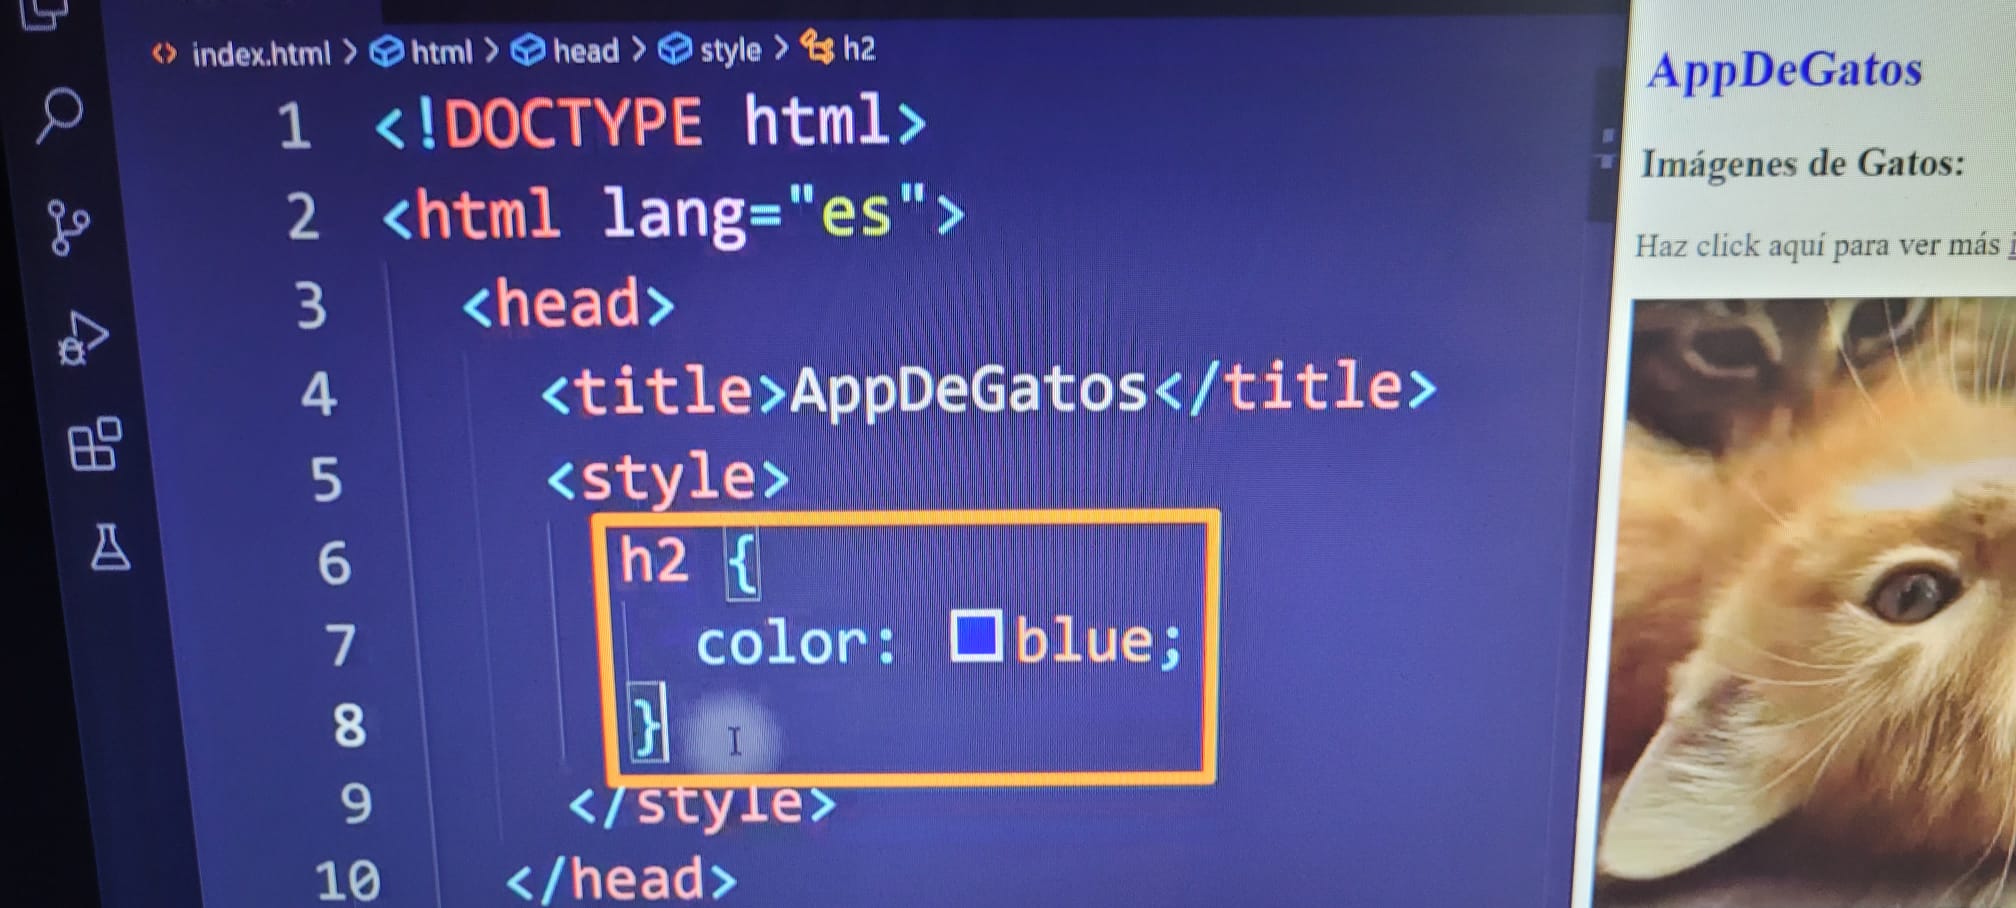 index.html > html > head > style > h2
1 <!DOCTYPE html>
2 <html lang="es">
3 <head>
4 <title>AppDeGatos</title>
5 <style>
6 h2 {
7 color: blue;
8 }
9 </style>
10 </head>
AppDeGatos
Imágenes de Gatos:
Haz click aquí para ver más